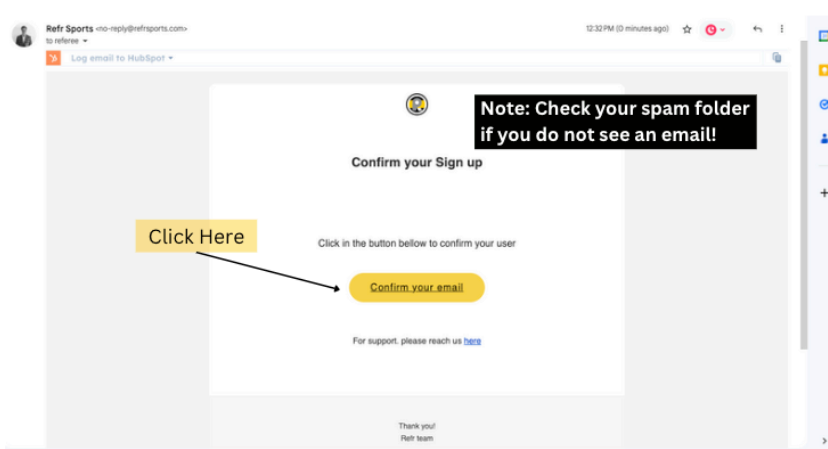 Refr Sports <no-reply@refrsports.com>
12:32 PM (0 minutes ago)
to referee
Log email to HubSpot
Note: Check your spam folder
if you do not see an email!
Confirm your Sign up
Click Here
Click in the button bellow to confirm your user
Confirm your email
For support, please reach us here
Thank you!
Refr team